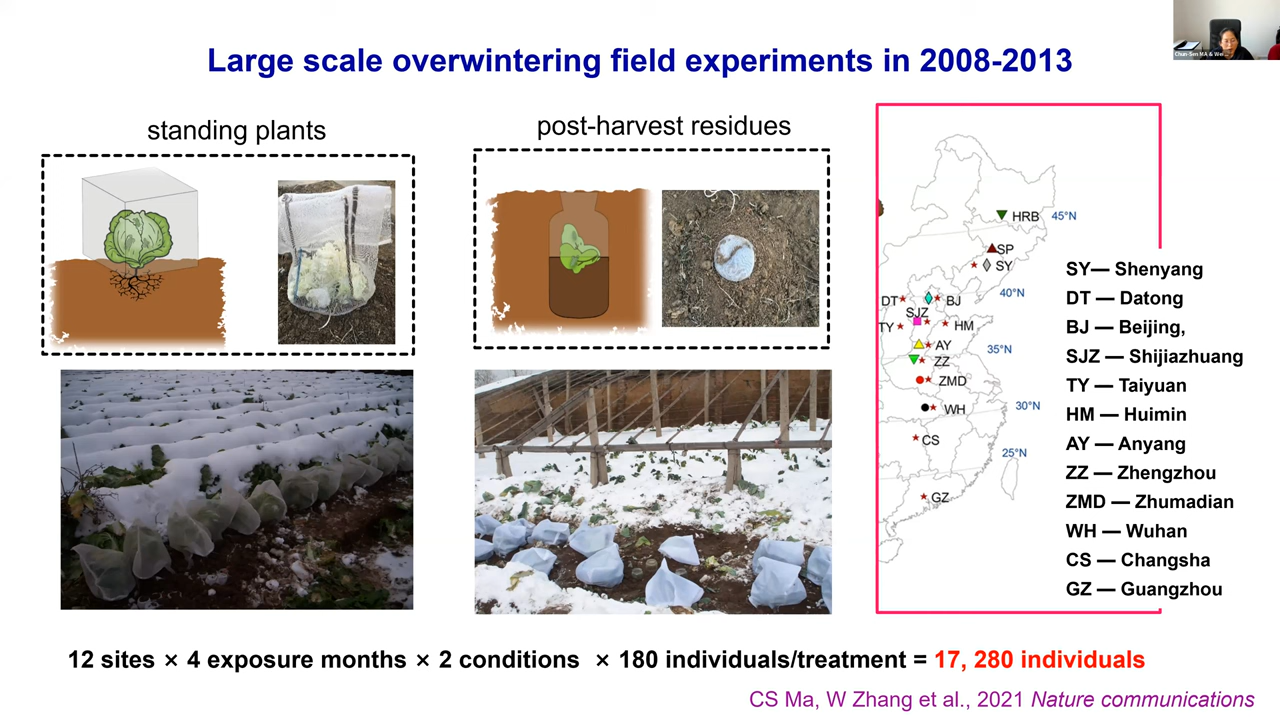 Large scale overwintering field experiments in 2008-2013
standing plants
post-harvest residues
HRB
45°N
SP
SY
40°N
DT
BJ
SJZ
TY
HM
35°N
AY
ZZ
ZMD
30°N
WH
CS
25°N
GZ
SY— Shenyang
DT — Datong
BJ — Beijing,
SJZ — Shijiazhuang
TY — Taiyuan
HM — Huimin
AY — Anyang
ZZ — Zhengzhou
ZMD — Zhumadian
WH — Wuhan
CS — Changsha
GZ — Guangzhou
12 sites × 4 exposure months × 2 conditions × 180 individuals/treatment = 17, 280 individuals
CS Ma, W Zhang et al., 2021 Nature communications
Chun-Sen MA &